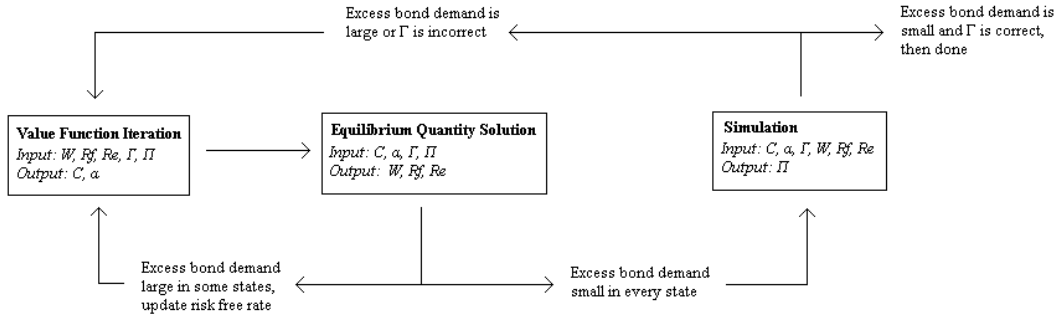 Excess bond demand is
large or Γ is incorrect
Excess bond demand is
small and Γ is correct,
then done
Value Function Iteration
Input: W, Rf, Re, Γ, Π
Output: C, α
Equilibrium Quantity Solution
Input: C, α, Γ, Π
Output: W, Rf, Re
Simulation
Input: C, α, Γ, W, Rf, Re
Output: Π
Excess bond demand
large in some states,
update risk free rate
Excess bond demand
small in every state